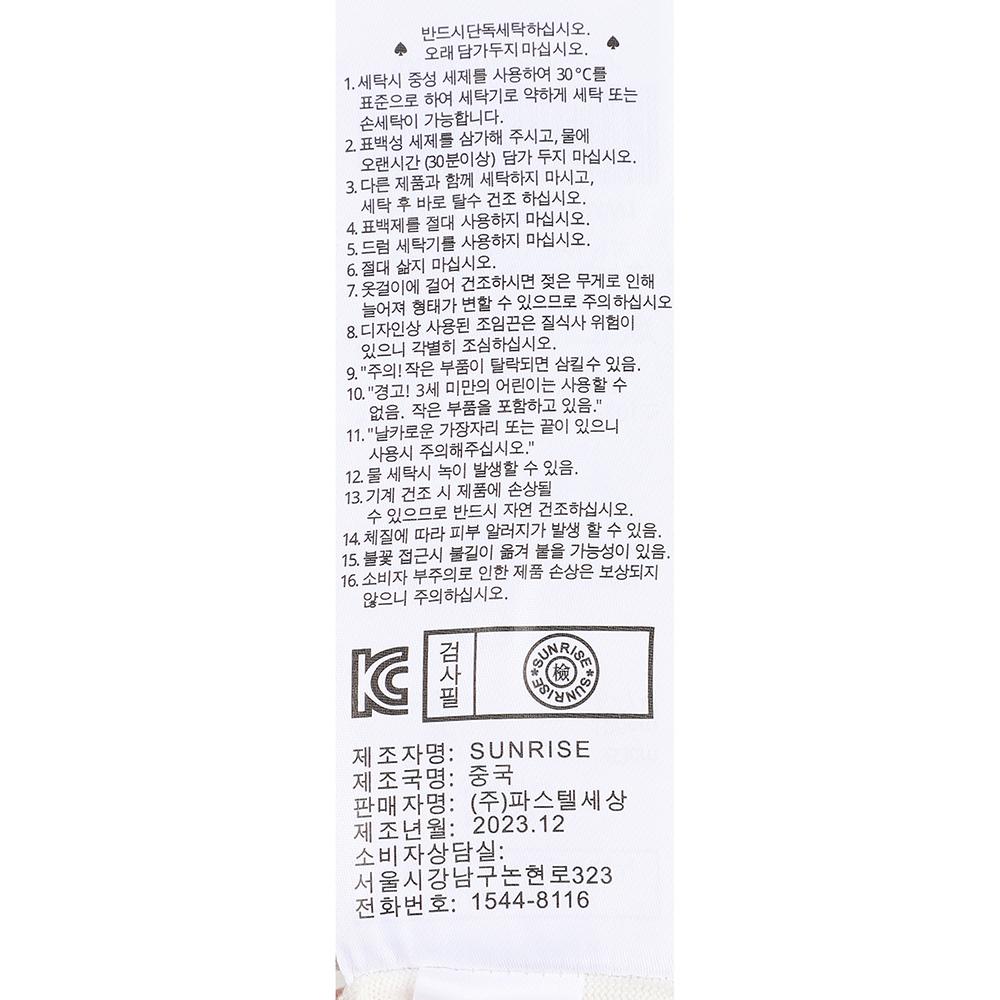 반드시단독세탁하십시오.
♠ 오래 담가두지 마십시오. ♠
1. 세탁시 중성 세제를 사용하여 30℃를
표준으로 하여 세탁기로 약하게 세탁 또는
손세탁이 가능합니다.
2. 표백성 세제를 삼가해 주시고, 물에
오랜시간 (30분이상) 담가 두지 마십시오.
3. 다른 제품과 함께 세탁하지 마시고,
세탁 후 바로 탈수 건조 하십시오.
4. 표백제를 절대 사용하지 마십시오.
5. 드럼 세탁기를 사용하지 마십시오.
6. 절대 삶지 마십시오.
7. 옷걸이에 걸어 건조하시면 젖은 무게로 인해
늘어져 형태가 변할 수 있으므로 주의하십시오
8. 디자인상 사용된 조임끈은 질식사 위험이
있으니 각별히 조심하십시오.
9. "주의! 작은 부품이 탈락되면 삼킬수 있음.
10. "경고! 3세 미만의 어린이는 사용할 수
없음. 작은 부품을 포함하고 있음."
11. "날카로운 가장자리 또는 끝이 있으니
사용시 주의해주십시오."
12. 물 세탁시 녹이 발생할 수 있음.
13. 기계 건조 시 제품에 손상될
수 있으므로 반드시 자연 건조하십시오.
14. 체질에 따라 피부 알러지가 발생 할 수 있음.
15. 불꽃 접근시 불길이 옮겨 붙을 가능성이 있음.
16. 소비자 부주의로 인한 제품 손상은 보상되지
않으니 주의하십시오.
KC
검사필
*SUNRISE*SUNRISE
檢
제조자명: SUNRISE
제조국명: 중국
판매자명: (주)파스텔세상
제조년월: 2023.12
소비자상담실:
서울시강남구논현로323
전화번호: 1544-8116